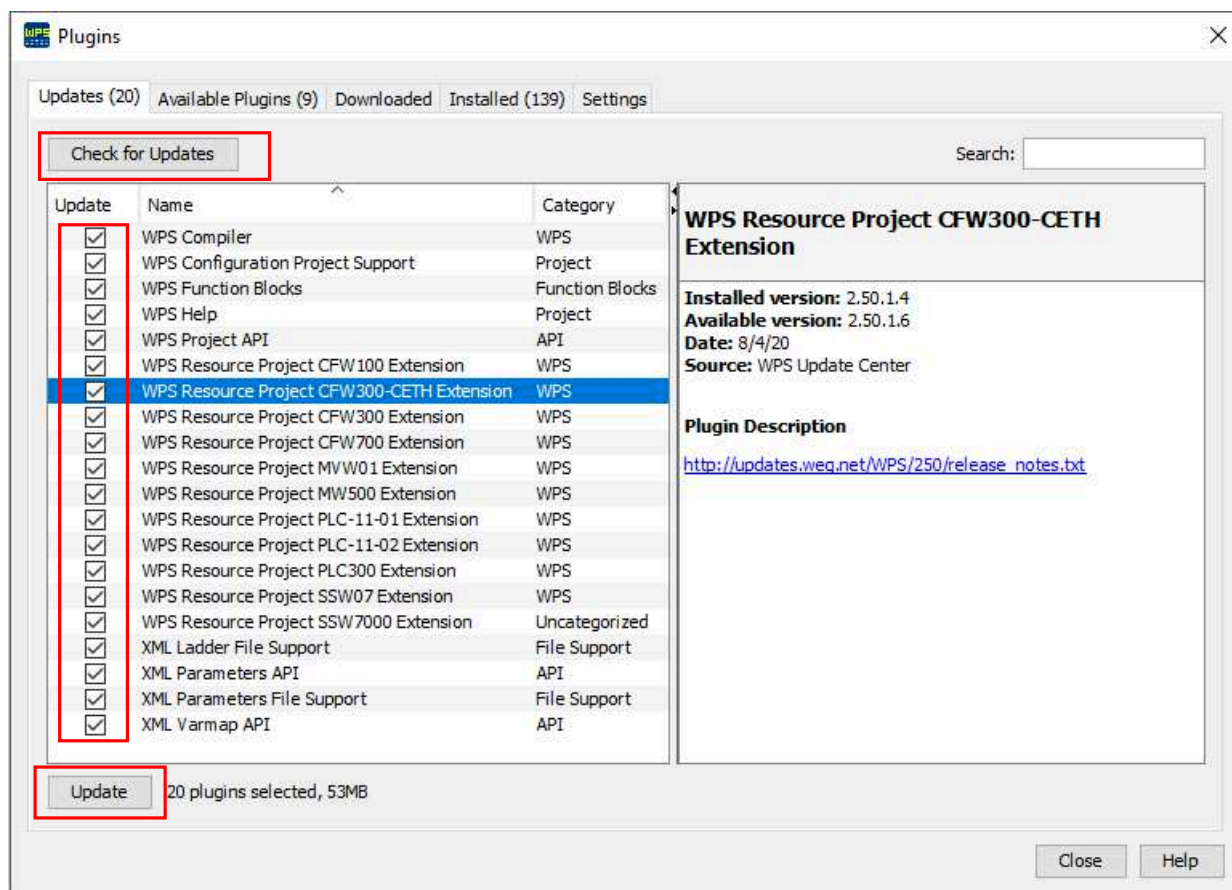 WPS
Plugins
Updates (20) Available Plugins (9) Downloaded Installed (139) Settings
Check for Updates
Search:
Update Name Category
WPS Compiler WPS
WPS Configuration Project Support Project
WPS Function Blocks Function Blocks
WPS Help Project
WPS Project API API
WPS Resource Project CFW100 Extension WPS
WPS Resource Project CFW300-CETH Extension WPS
WPS Resource Project CFW300 Extension WPS
WPS Resource Project CFW700 Extension WPS
WPS Resource Project MVW01 Extension WPS
WPS Resource Project MW500 Extension WPS
WPS Resource Project PLC-11-01 Extension WPS
WPS Resource Project PLC-11-02 Extension WPS
WPS Resource Project PLC300 Extension WPS
WPS Resource Project SSW07 Extension WPS
WPS Resource Project SSW7000 Extension Uncategorized
XML Ladder File Support File Support
XML Parameters API API
XML Parameters File Support File Support
XML Varmap API API
WPS Resource Project CFW300-CETH
Extension
Installed version: 2.50.1.4
Available version: 2.50.1.6
Date: 8/4/20
Source: WPS Update Center
Plugin Description
http://updates.weg.net/WPS/250/release_notes.txt
Update 20 plugins selected, 53MB
Close Help